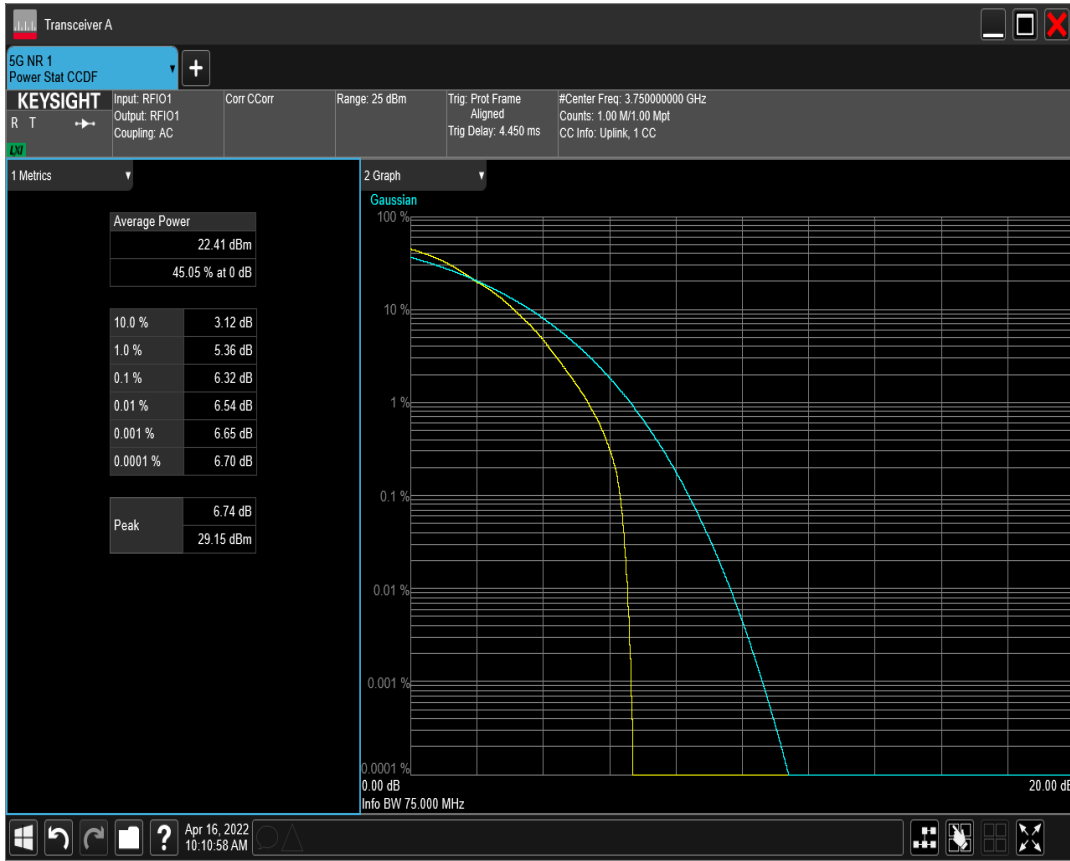 Transceiver A
5G NR 1
Power Stat CCDF
+
KEYSIGHT
R T
LXI
Input: RFIO1
Output: RFIO1
Coupling: AC
Corr CCorr
Range: 25 dBm
Trig: Prot Frame
Aligned
Trig Delay: 4.450 ms
#Center Freq: 3.750000000 GHz
Counts: 1.00 M/1.00 Mpt
CC Info: Uplink, 1 CC
1 Metrics
Average Power
22.41 dBm
45.05 % at 0 dB
10.0 % 3.12 dB
1.0 % 5.36 dB
0.1 % 6.32 dB
0.01 % 6.54 dB
0.001 % 6.65 dB
0.0001 % 6.70 dB
Peak
6.74 dB
29.15 dBm
2 Graph
Gaussian
100 %
10 %
1 %
0.1 %
0.01 %
0.001 %
0.0001 %
0.00 dB
20.00 dB
Info BW 75.000 MHz
?
Apr 16, 2022
10:10:58 AM